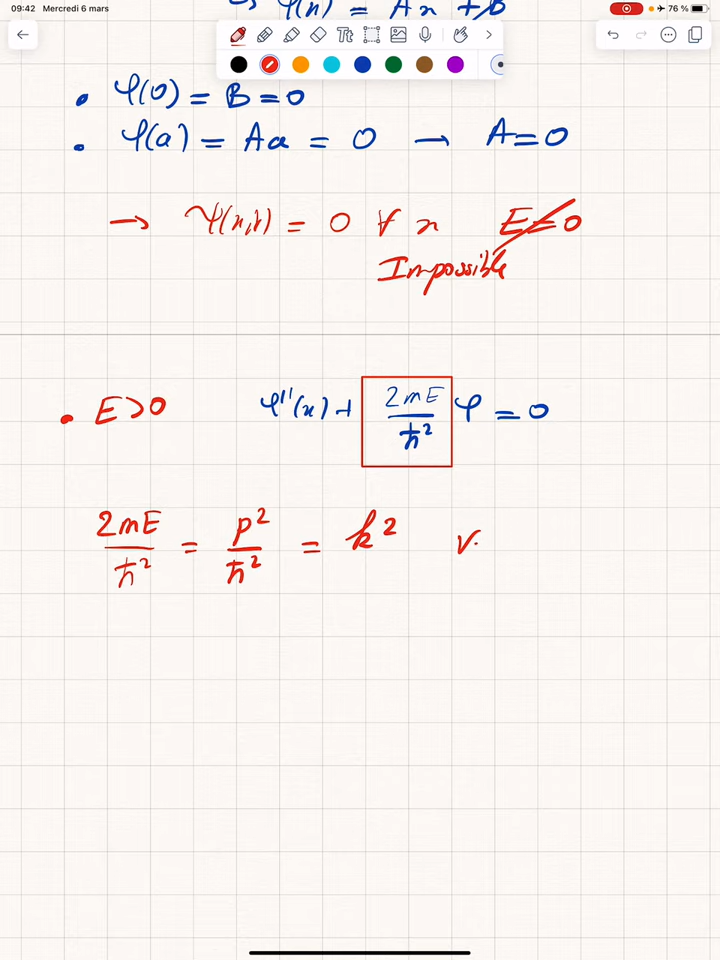 09:42 Mercredi 6 mars 76 %
→ φ(x) = Ax + B
Tt
• φ(0) = B = 0
• φ(a) = Aa = 0 → A = 0
→ Ψ(x,t) = 0 ∀ x E = 0
Impossible
• E > 0 φ''(x) + 2mE/ħ² φ = 0
2mE/ħ² = p²/ħ² = k²